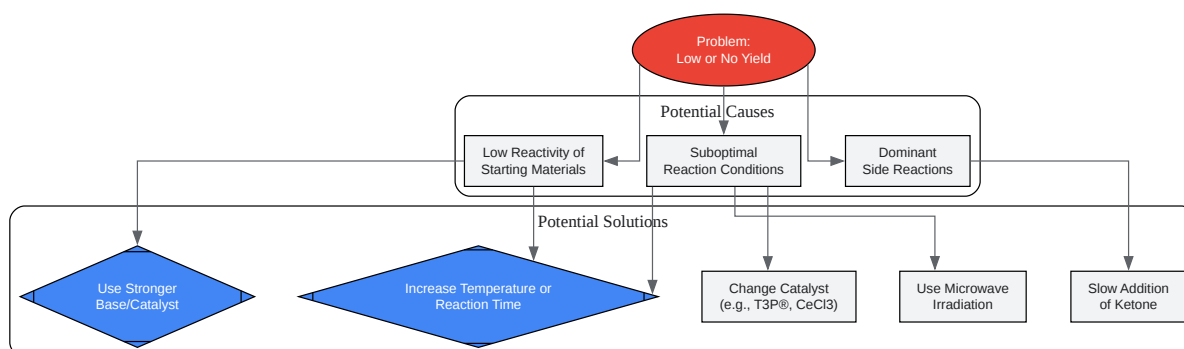 Problem:
Low or No Yield
Potential Causes
Low Reactivity of
Starting Materials
Suboptimal
Reaction Conditions
Dominant
Side Reactions
Potential Solutions
Use Stronger
Base/Catalyst
Increase Temperature or
Reaction Time
Change Catalyst
(e.g., T3P®, CeCl3)
Use Microwave
Irradiation
Slow Addition
of Ketone